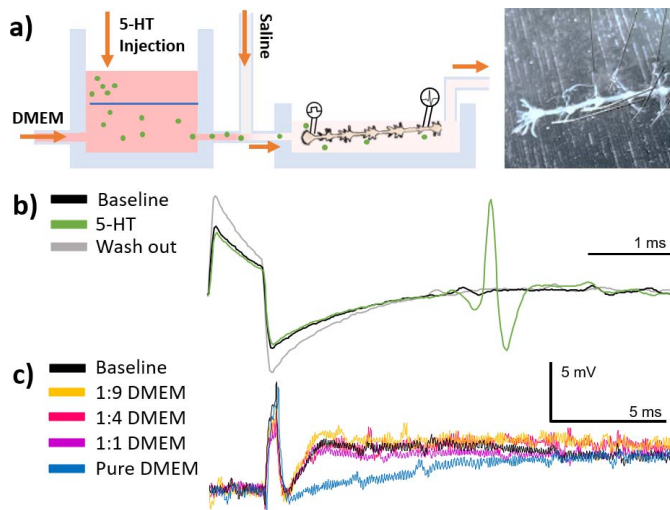 a)
5-HT
Injection
Saline
DMEM
b)
Baseline
5-HT
Wash out
1 ms
c)
Baseline
1:9 DMEM
1:4 DMEM
1:1 DMEM
Pure DMEM
5 mV
5 ms